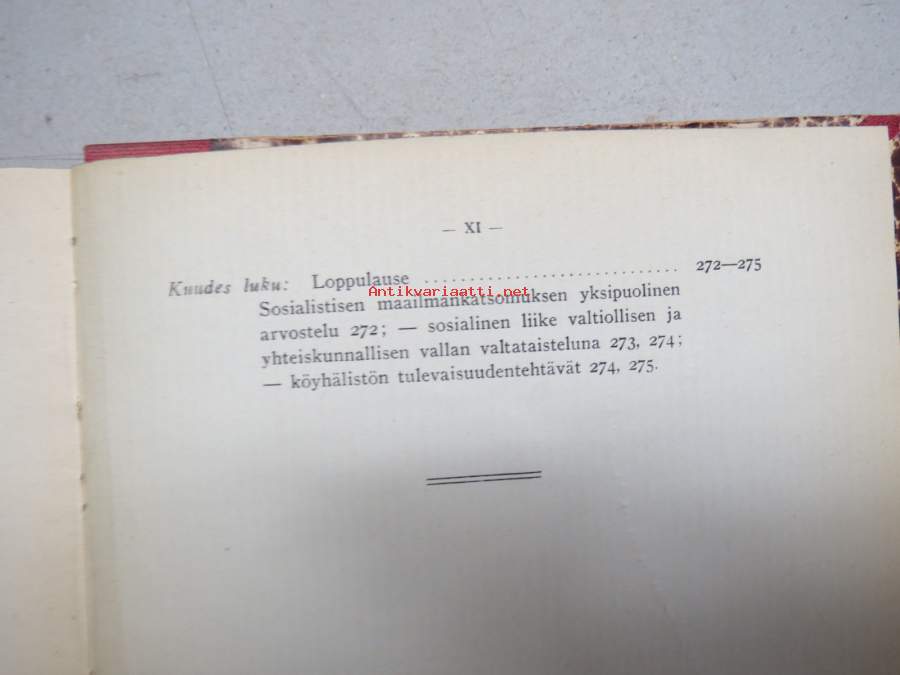 — XI —
Kuudes luku: Loppulause ............................ 272—275
Antikvariaatti.net
Sosialistisen maailmankatsomuksen yksipuolinen
arvostelu 272; — sosialinen liike valtiollisen ja
yhteiskunnallisen vallan valtataisteluna 273, 274;
— köyhälistön tulevaisuudentehtävät 274, 275.